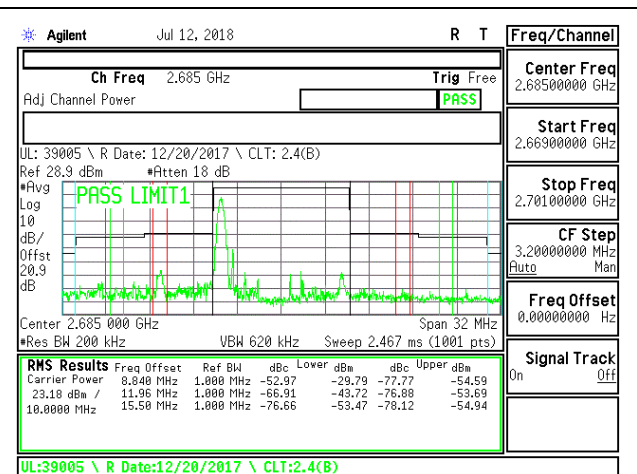 Agilent Jul 12, 2018 R T
Ch Freq 2.685 GHz Trig Free
Adj Channel Power PASS
UL: 39005 \ R Date: 12/20/2017 \ CLT: 2.4(B)
Ref 28.9 dBm #Atten 18 dB
#Avg
Log
10
dB/
Offst
20.9
dB
PASS LIMIT1
Center 2.685 000 GHz Span 32 MHz
#Res BW 200 kHz VBW 620 kHz Sweep 2.467 ms (1001 pts)
RMS Results Freq Offset Ref BW dBc Lower dBm dBc Upper dBm
Carrier Power 8.840 MHz 1.000 MHz -52.97 -29.79 -77.77 -54.59
23.18 dBm / 11.96 MHz 1.000 MHz -66.91 -43.72 -76.88 -53.69
10.0000 MHz 15.50 MHz 1.000 MHz -76.66 -53.47 -78.12 -54.94
UL:39005 \ R Date:12/20/2017 \ CLT:2.4(B)
Freq/Channel
Center Freq
2.68500000 GHz
Start Freq
2.66900000 GHz
Stop Freq
2.70100000 GHz
CF Step
3.20000000 MHz
Auto Man
Freq Offset
0.00000000 Hz
Signal Track
On Off